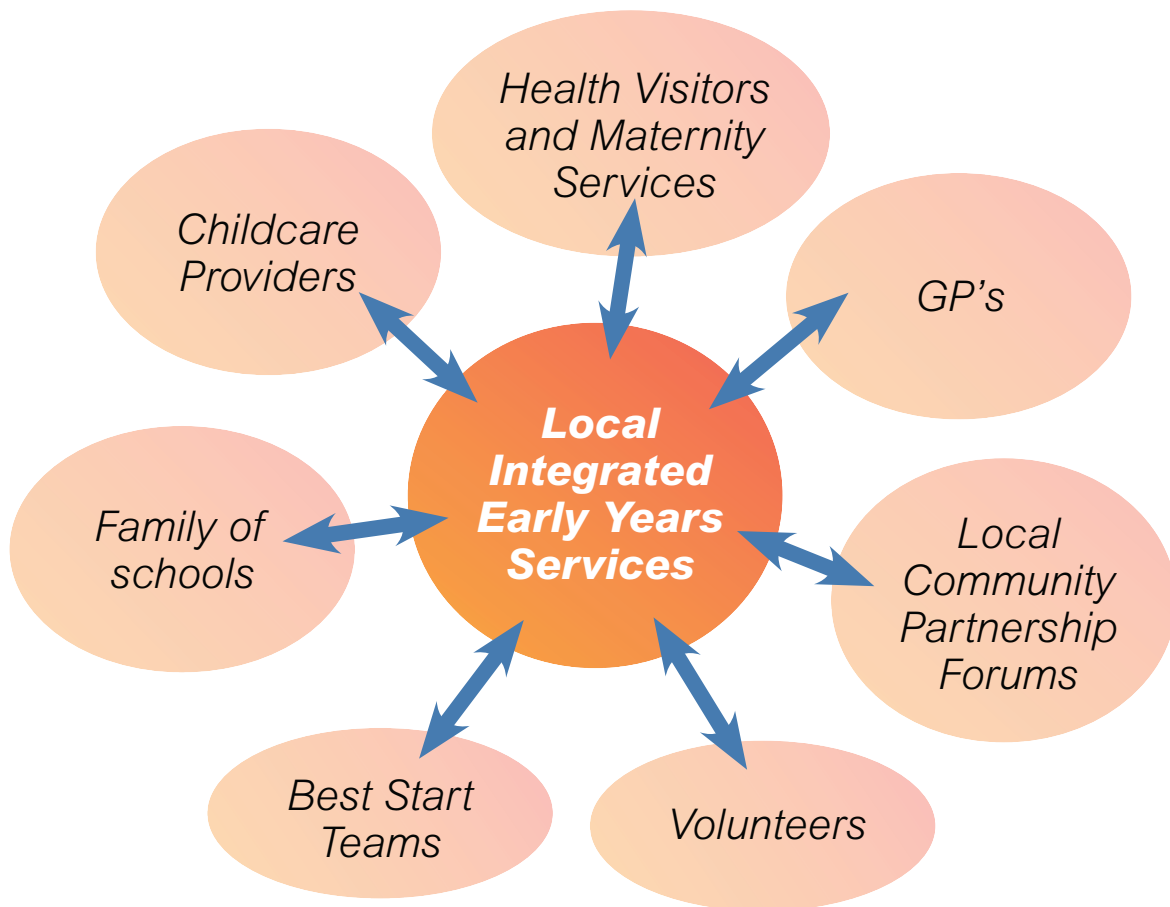 Health Visitors
and Maternity
Services
Childcare
Providers
GP’s
Local
Integrated
Early Years
Services
Family of
schools
Local
Community
Partnership
Forums
Best Start
Teams
Volunteers